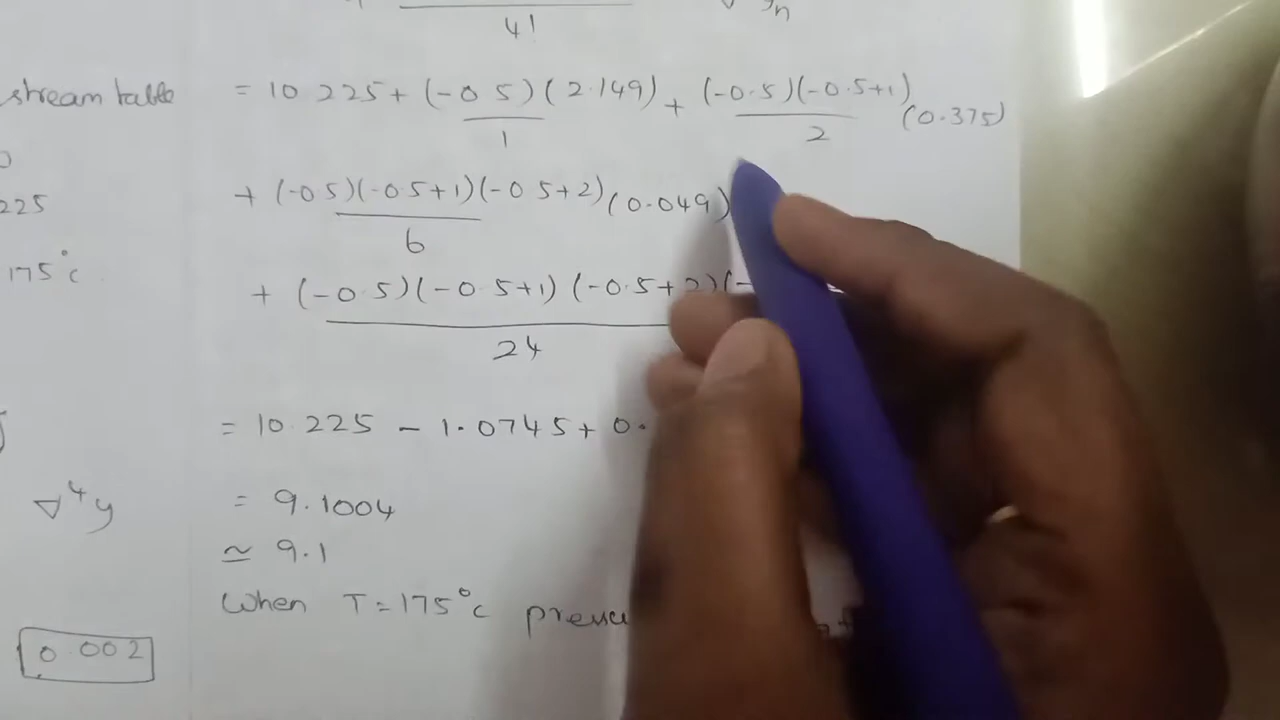 4!
stream table = 10.225 + (-0.5)(2.149) / 1 + (-0.5)(-0.5+1) / 2 (0.375)
225 + (-0.5)(-0.5+1)(-0.5+2) / 6 (0.049)
175°c + (-0.5)(-0.5+1)(-0.5+2)(- / 24
= 10.225 - 1.0745 + 0.
∇⁴y = 9.1004
≃ 9.1
When T=175°c
0.002